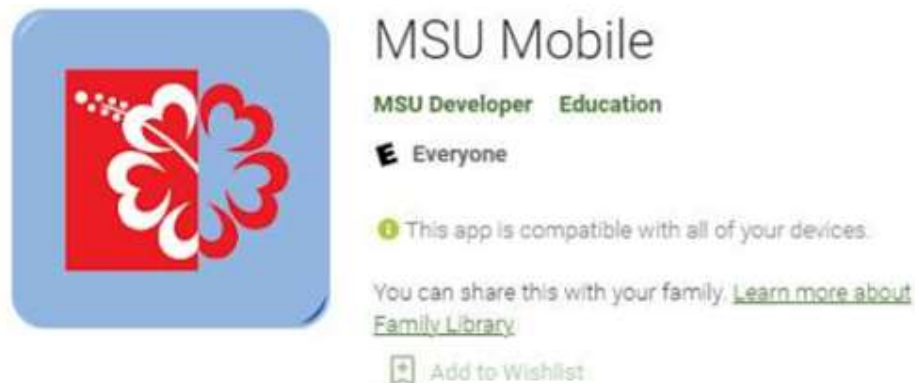 MSU Mobile
MSU Developer Education
E Everyone
This app is compatible with all of your devices.
You can share this with your family. Learn more about
Family Library
Add to Wishlist